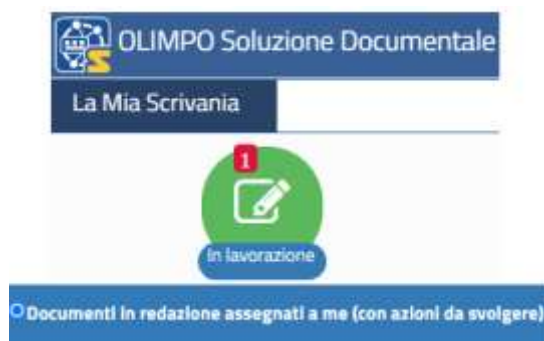 OLIMPO Soluzione Documentale
La Mia Scrivania
1
In lavorazione
Documenti in redazione assegnati a me (con azioni da svolgere)